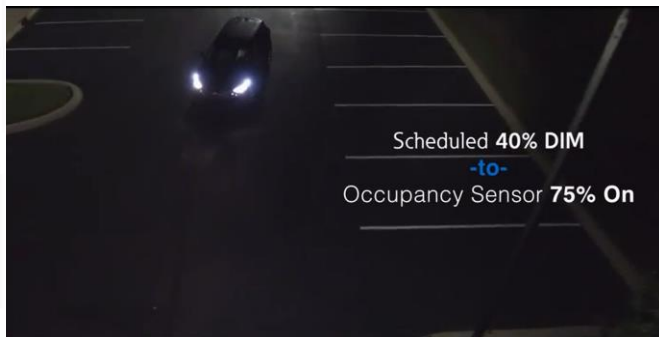 Scheduled 40% DIM
-to-
Occupancy Sensor 75% On